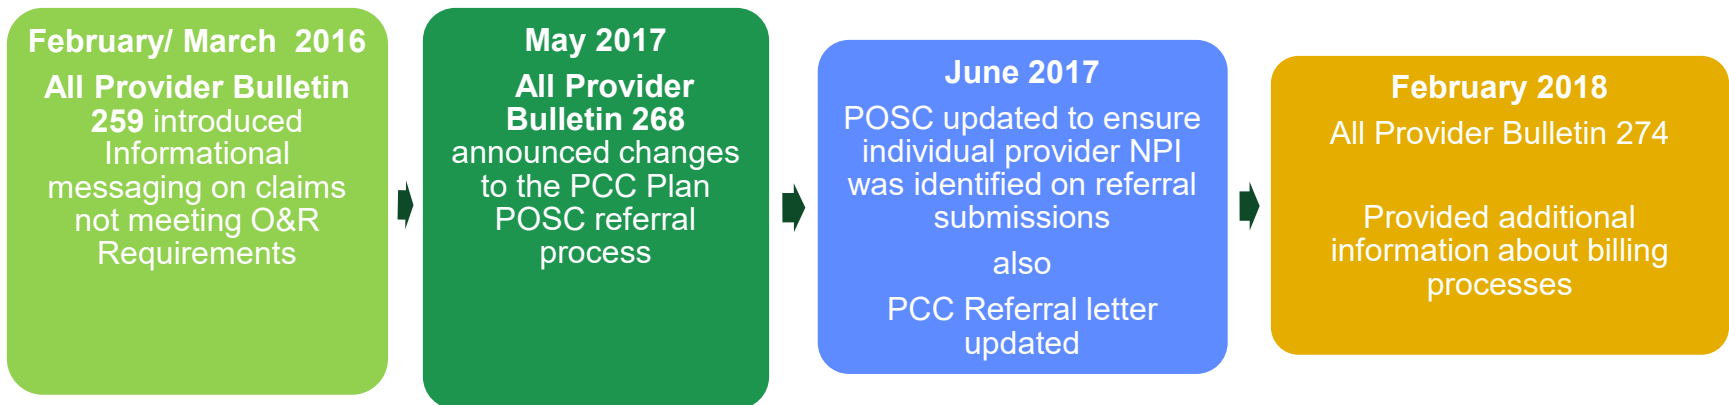 February/ March  2016
All Provider Bulletin
259 introduced
Informational
messaging on claims
not meeting O&R
Requirements
May 2017
All Provider
Bulletin 268
announced changes
to the PCC Plan
POSC referral
process
June 2017
POSC updated to ensure
individual provider NPI
was identified on referral
submissions
also
PCC Referral letter
updated
February 2018
All Provider Bulletin 274
Provided additional
information about billing
processes